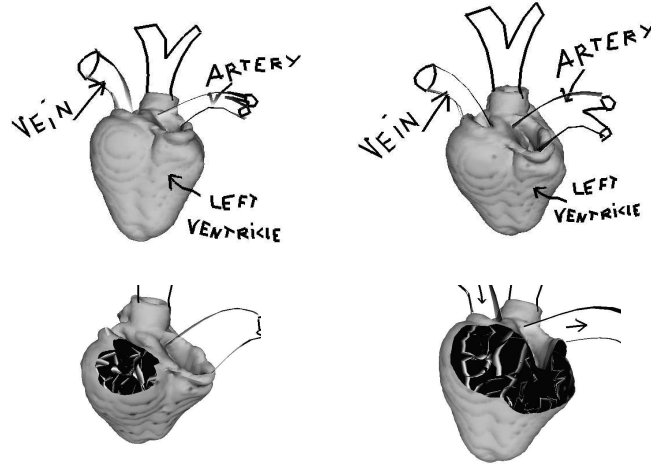 ARTERY
VEIN
LEFT
VENTRICLE
ARTERY
VEIN
LEFT
VENTRICLE